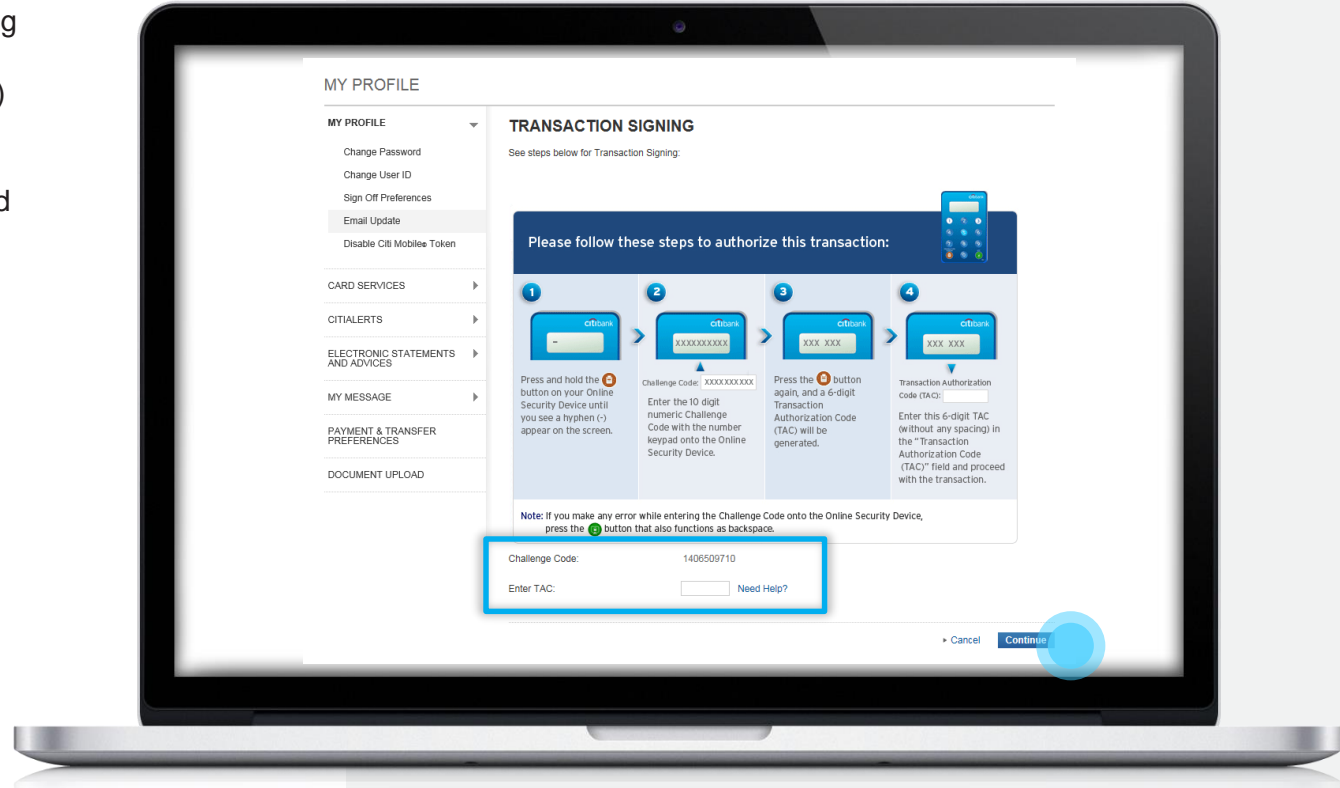 g
)
d
MY PROFILE
MY PROFILE
Change Password
Change User ID
Sign Off Preferences
Email Update
Disable Citi Mobile® Token
CARD SERVICES
CITIALERTS
ELECTRONIC STATEMENTS
AND ADVICES
MY MESSAGE
PAYMENT & TRANSFER
PREFERENCES
DOCUMENT UPLOAD
TRANSACTION SIGNING
See steps below for Transaction Signing:
Please follow these steps to authorize this transaction:
1
citibank
-
Press and hold the
button on your Online
Security Device until
you see a hyphen (-)
appear on the screen.
2
citibank
XXXXXXXXXX
Challenge Code: XXXXXXXXXX
Enter the 10 digit
numeric Challenge
Code with the number
keypad onto the Online
Security Device.
3
citibank
XXX XXX
Press the button
again, and a 6-digit
Transaction
Authorization Code
(TAC) will be
generated.
4
citibank
XXX XXX
Transaction Authorization
Code (TAC):
Enter this 6-digit TAC
(without any spacing) in
the "Transaction
Authorization Code
(TAC)" field and proceed
with the transaction.
Note: If you make any error while entering the Challenge Code onto the Online Security Device,
press the button that also functions as backspace.
Challenge Code: 1406509710
Enter TAC: Need Help?
Cancel Continue